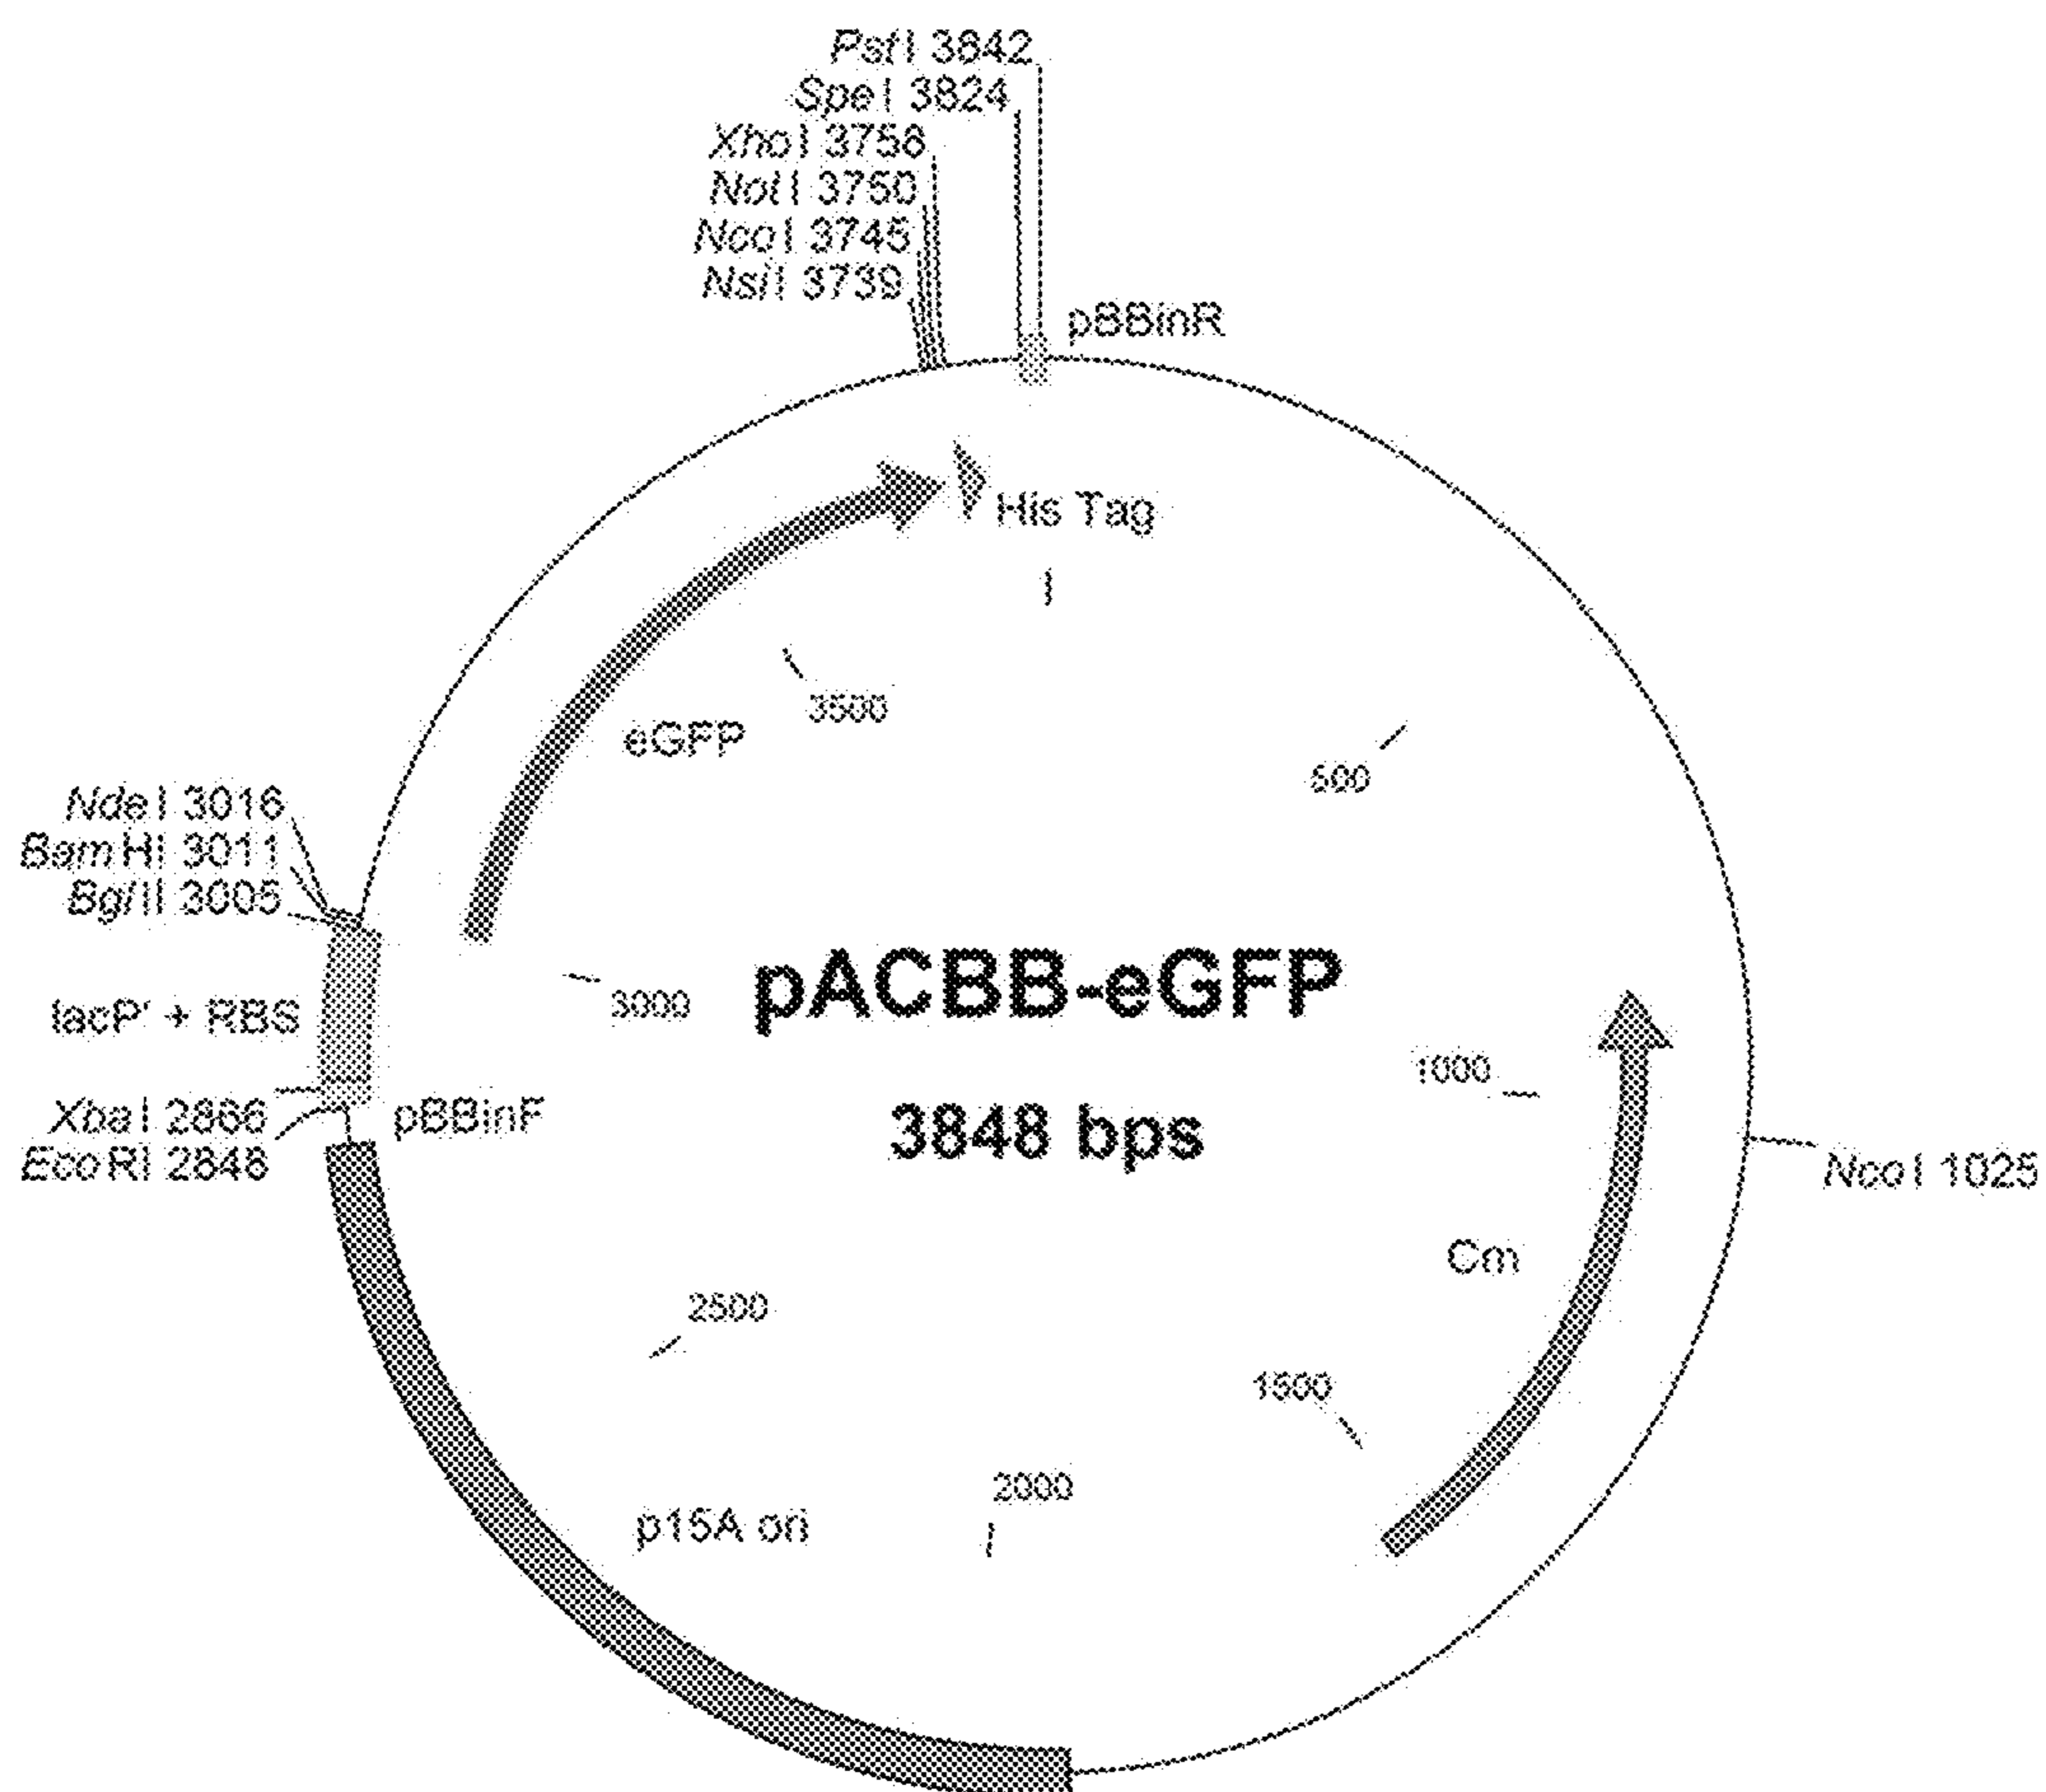 PstI 3842
SpeI 3824
XhoI 3756
NotI 3750
NcoI 3745
NsiI 3739
pBBinR
His Tag
3500
eGFP
500
NdeI 3016
BamHI 3011
BglII 3005
pACBB-eGFP
3000
lacP' + RBS
1000
XbaI 2866
pBBinF
3848 bps
EcoRI 2848
NcoI 1025
Cm
2500
1500
2000
p15A ori